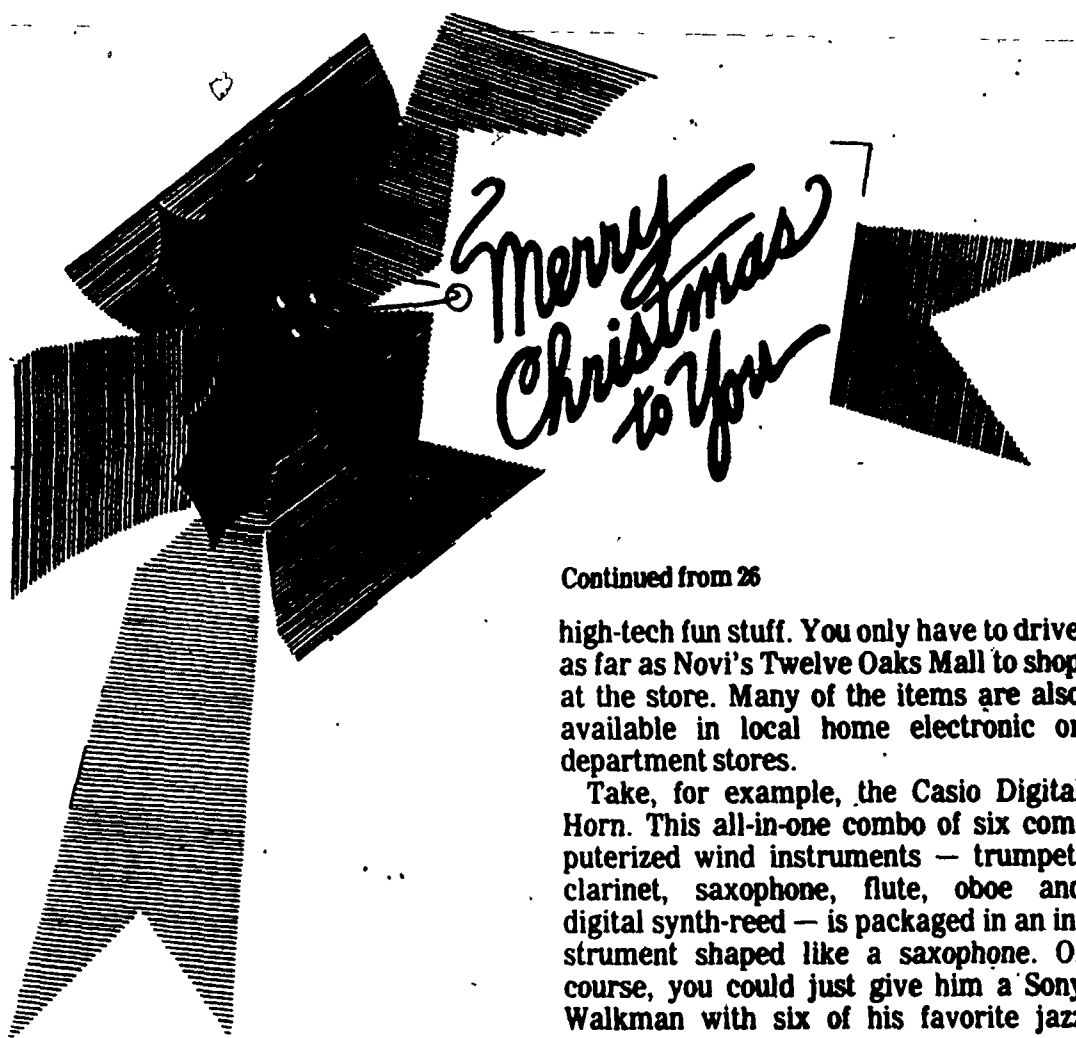 Merry
Christmas
to You
Continued from 26
high-tech fun stuff. You only have to drive
as far as Novi's Twelve Oaks Mall to shop
at the store. Many of the items are also
available in local home electronic or
department stores.
Take, for example, the Casio Digital
Horn. This all-in-one combo of six com
puterized wind instruments — trumpet
clarinet, saxophone, flute, oboe and
digital synth-reed — is packaged in an in
strument shaped like a saxophone. O
course, you could just give him a Sony
Walkman with six of his favorite jazz